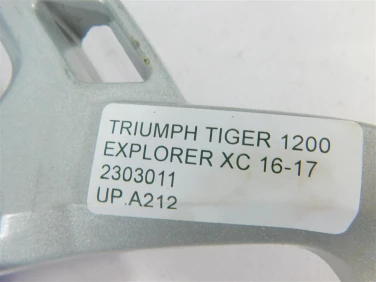 TRIUMPH TIGER 1200
EXPLORER XC 16-17
2303011
UP.A212